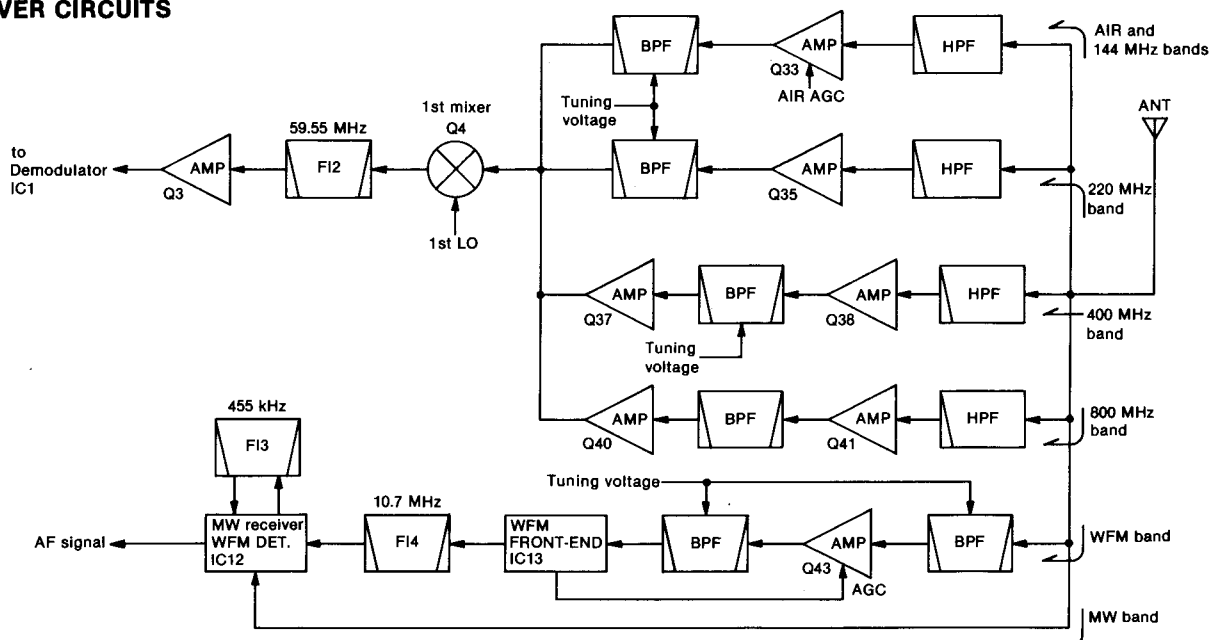 VER CIRCUITS
BPF
AMP
Q33
AIR AGC
HPF
AIR and
144 MHz bands
Tuning
voltage
ANT
1st mixer
Q4
59.55 MHz
to
Demodulator
IC1
AMP
Q3
FI2
1st LO
BPF
AMP
Q35
HPF
220 MHz
band
AMP
Q37
BPF
AMP
Q38
HPF
400 MHz
band
Tuning
voltage
AMP
Q40
BPF
AMP
Q41
HPF
800 MHz
band
455 kHz
FI3
Tuning voltage
10.7 MHz
AF signal
MW receiver
WFM DET.
IC12
FI4
WFM
FRONT-END
IC13
BPF
AMP
Q43
AGC
BPF
WFM band
MW band